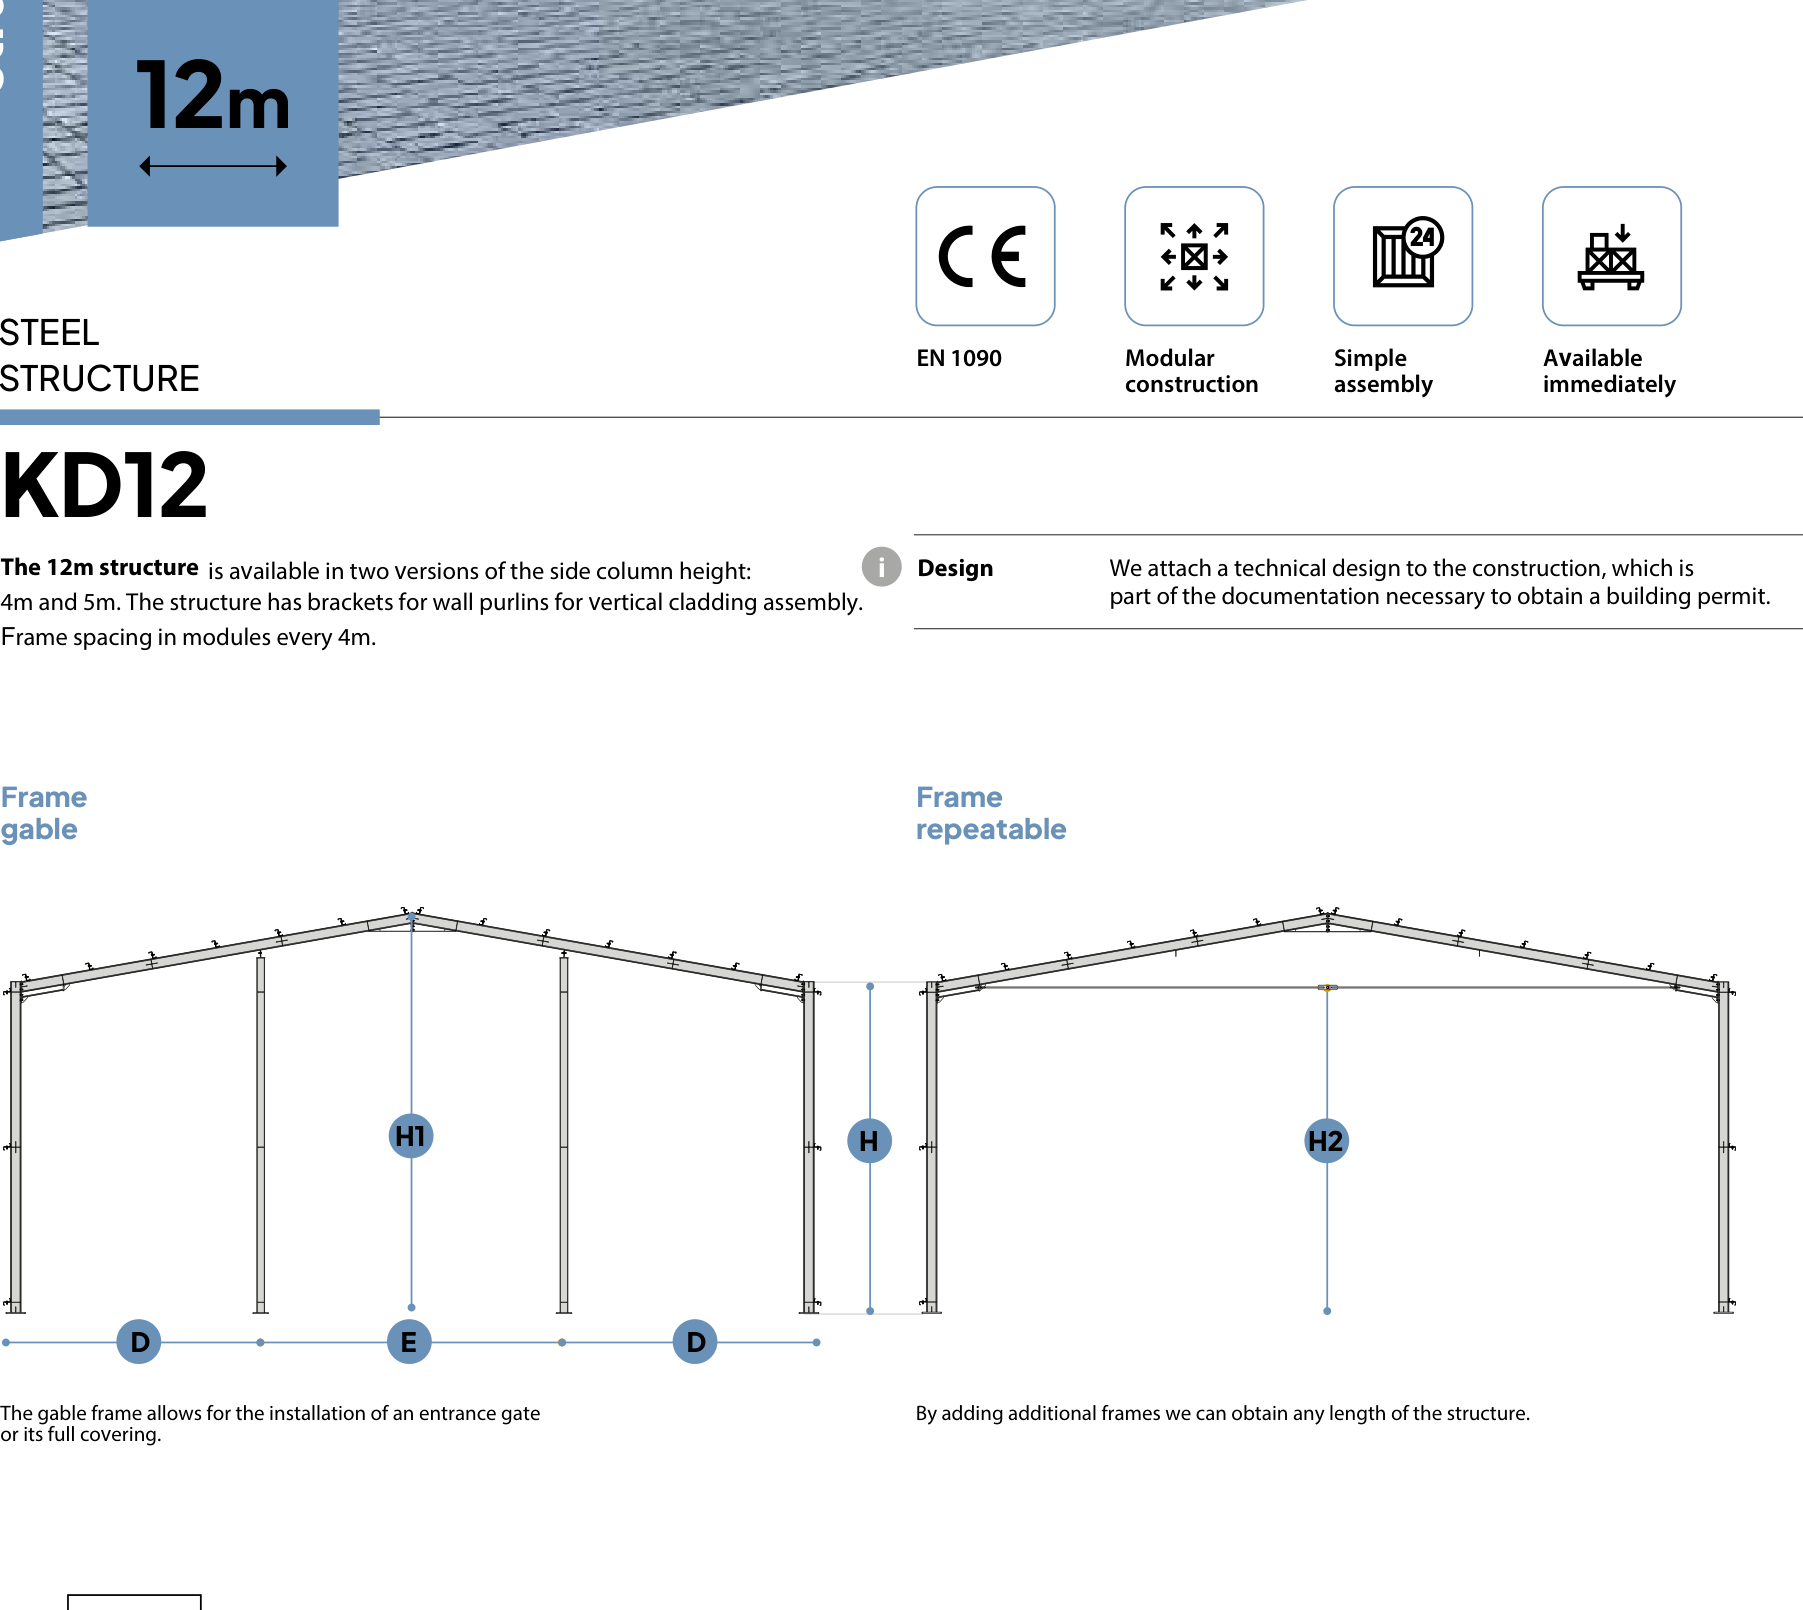 12m
CE
24
EN 1090
Modular
construction
Simple
assembly
Available
immediately
STEEL
STRUCTURE
KD12
The 12m structure is available in two versions of the side column height:
4m and 5m. The structure has brackets for wall purlins for vertical cladding assembly.
Frame spacing in modules every 4m.
i
Design
We attach a technical design to the construction, which is
part of the documentation necessary to obtain a building permit.
Frame
gable
Frame
repeatable
H1
H
H2
D
E
D
The gable frame allows for the installation of an entrance gate
or its full covering.
By adding additional frames we can obtain any length of the structure.